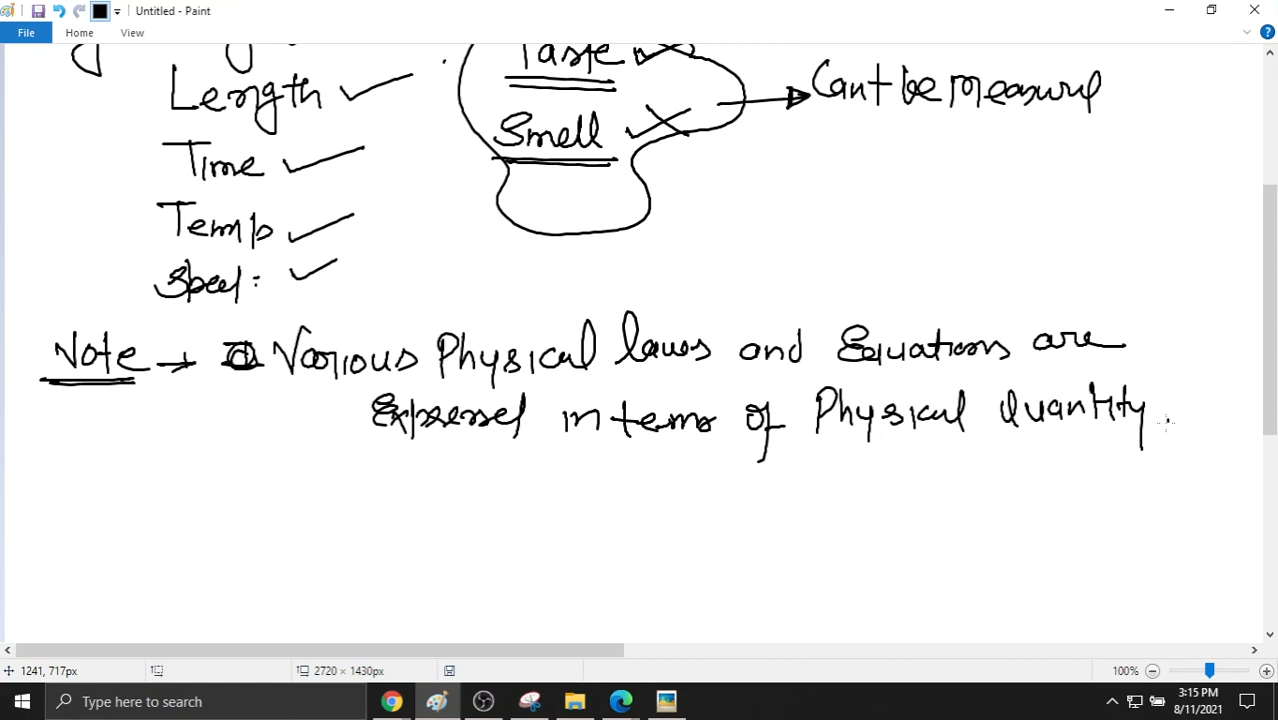 Untitled - Paint
File Home View
Taste
Length
Cant be Measured
Smell
Time
Temp
Speed:
Note → Various Physical laws and Equations are
Expressed in terms of Physical Quantity.
1241, 717px 2720 × 1430px 100%
Type here to search
3:15 PM
8/11/2021